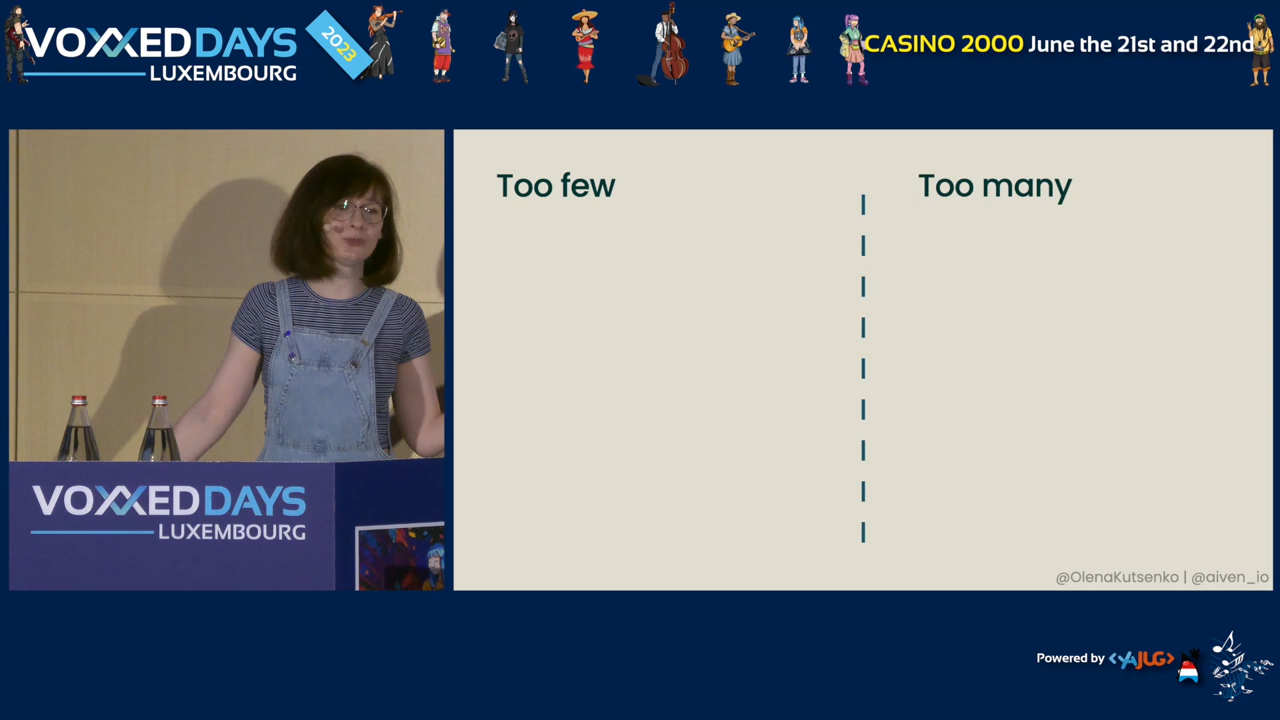 VOXXED DAYS
LUXEMBOURG
2023
CASINO 2000 June the 21st and 22nd
Too few
Too many
VOXXED DAYS
LUXEMBOURG
@OlenaKutsenko | @aiven_io
Powered by <YAJUG>